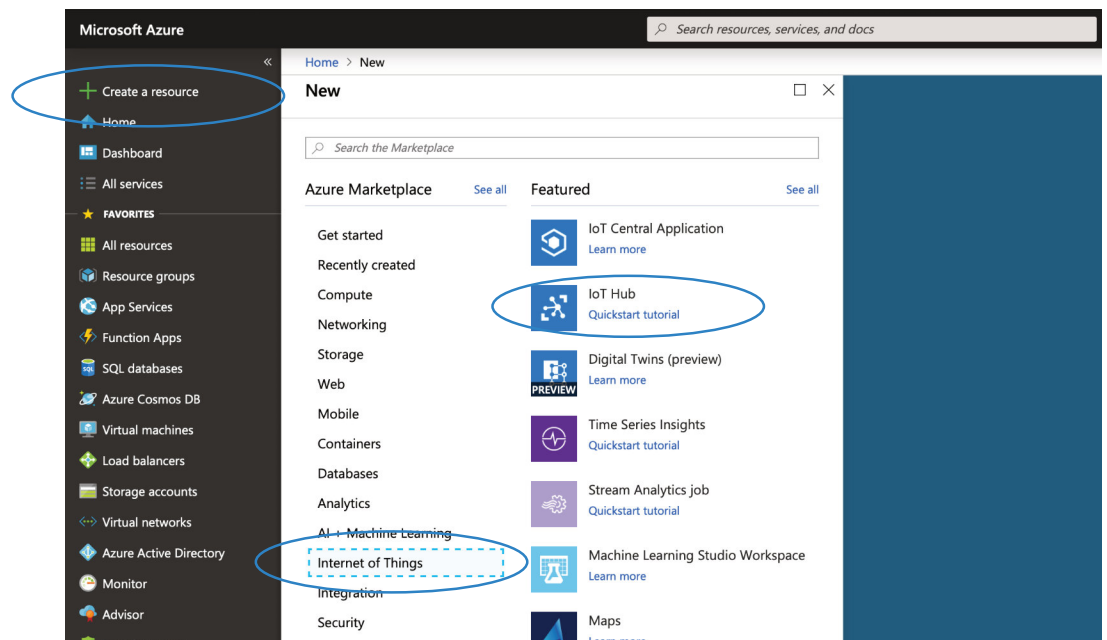 Microsoft Azure
Search resources, services, and docs
«
Home > New
Create a resource
Home
Dashboard
All services
FAVORITES
All resources
Resource groups
App Services
Function Apps
SQL databases
Azure Cosmos DB
Virtual machines
Load balancers
Storage accounts
Virtual networks
Azure Active Directory
Monitor
Advisor
New
Search the Marketplace
Azure Marketplace See all
Get started
Recently created
Compute
Networking
Storage
Web
Mobile
Containers
Databases
Analytics
AI + Machine Learning
Internet of Things
Integration
Security
Featured See all
IoT Central Application
Learn more
IoT Hub
Quickstart tutorial
Digital Twins (preview)
Learn more
PREVIEW
Time Series Insights
Quickstart tutorial
Stream Analytics job
Quickstart tutorial
Machine Learning Studio Workspace
Learn more
Maps